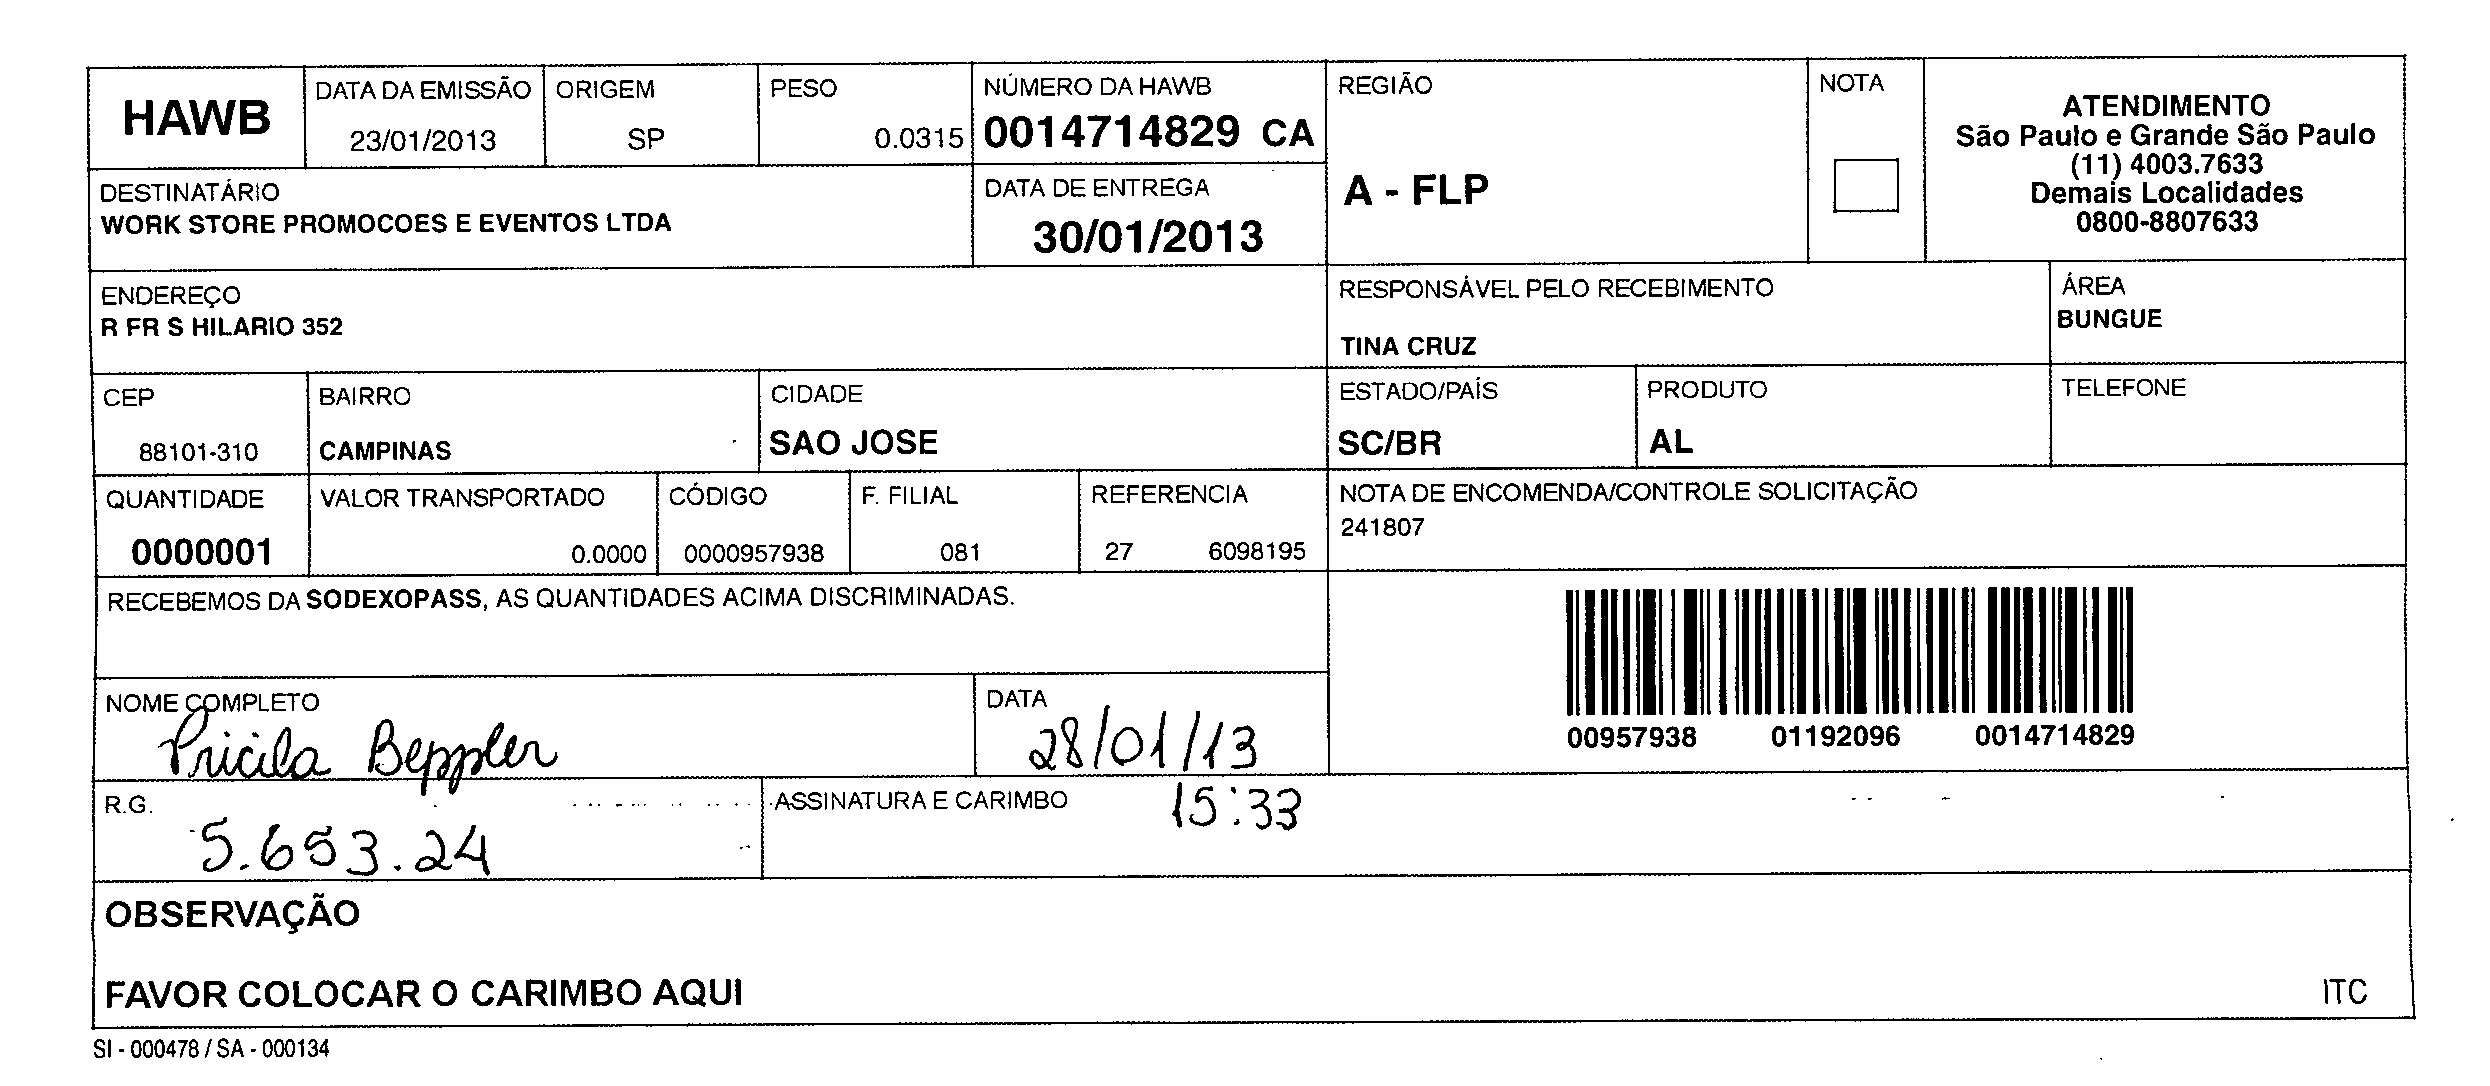 HAWB
DATA DA EMISSÃO
23/01/2013
ORIGEM
SP
PESO
0.0315
NÚMERO DA HAWB
0014714829 CA
REGIÃO
A - FLP
NOTA
ATENDIMENTO
São Paulo e Grande São Paulo
(11) 4003.7633
Demais Localidades
0800-8807633
DESTINATÁRIO
WORK STORE PROMOCOES E EVENTOS LTDA
DATA DE ENTREGA
30/01/2013
ENDEREÇO
R FR S HILARIO 352
RESPONSÁVEL PELO RECEBIMENTO
TINA CRUZ
ÁREA
BUNGUE
CEP
88101-310
BAIRRO
CAMPINAS
CIDADE
SAO JOSE
ESTADO/PAÍS
SC/BR
PRODUTO
AL
TELEFONE
QUANTIDADE
0000001
VALOR TRANSPORTADO
0.0000
CÓDIGO
0000957938
F. FILIAL
081
REFERENCIA
27 6098195
NOTA DE ENCOMENDA/CONTROLE SOLICITAÇÃO
241807
RECEBEMOS DA SODEXOPASS, AS QUANTIDADES ACIMA DISCRIMINADAS.
00957938 01192096 0014714829
NOME COMPLETO
Pricila Beppler
DATA
28/01/13
R.G.
5.653.24
ASSINATURA E CARIMBO
15:33
OBSERVAÇÃO
FAVOR COLOCAR O CARIMBO AQUI
ITC
SI - 000478 / SA - 000134